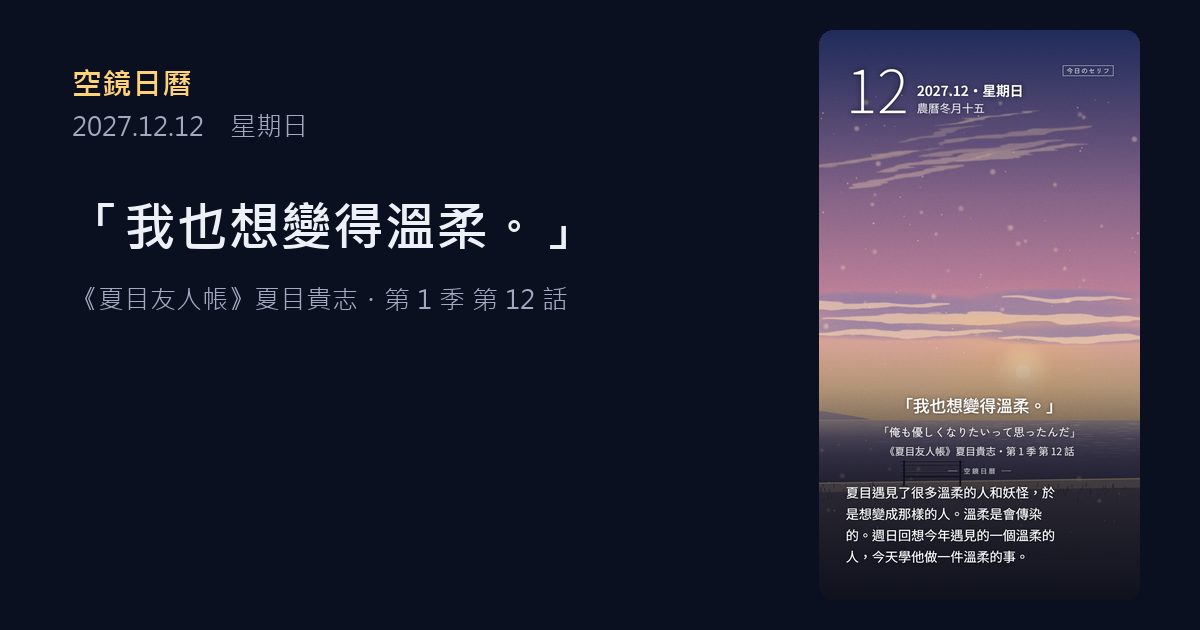 空鏡日曆
2027.12.12 星期日
「我也想變得溫柔。」
《夏目友人帳》夏目貴志·第 1 季 第 12 話
今日のセリフ
12
2027.12・星期日
農曆冬月十五
「我也想變得溫柔。」
「俺も優しくなりたいって思ったんだ」
《夏目友人帳》夏目貴志・第 1 季 第 12 話
— 空鏡日曆 —
夏目遇見了很多溫柔的人和妖怪，於
是想變成那樣的人。溫柔是會傳染
的。週日回想今年遇見的一個溫柔的
人，今天學他做一件溫柔的事。